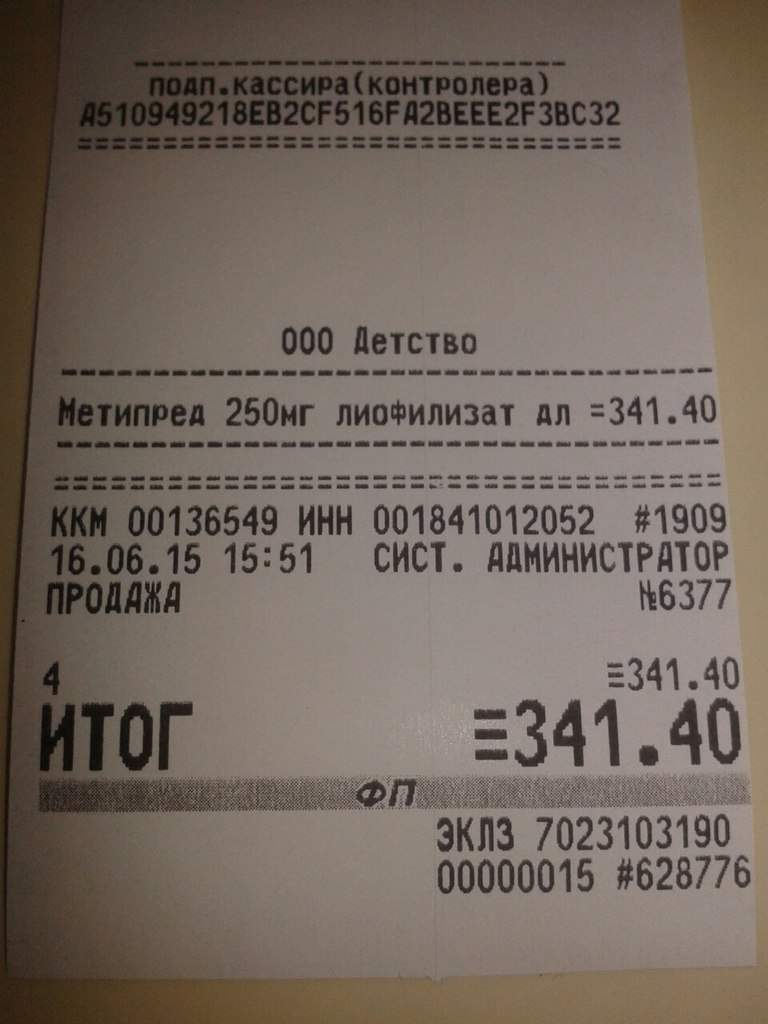 подп.кассира(контролера)
A510949218EB2CF516FA2BEEE2F3BC32
ООО Детство
Метипред 250мг лиофилизат дл =341.40
ККМ 00136549 ИНН 001841012052 #1909
16.06.15 15:51 СИСТ. АДМИНИСТРАТОР
ПРОДАЖА №6377
4 ≡341.40
ИТОГ ≡341.40
ФП
ЭКЛЗ 7023103190
00000015 #628776